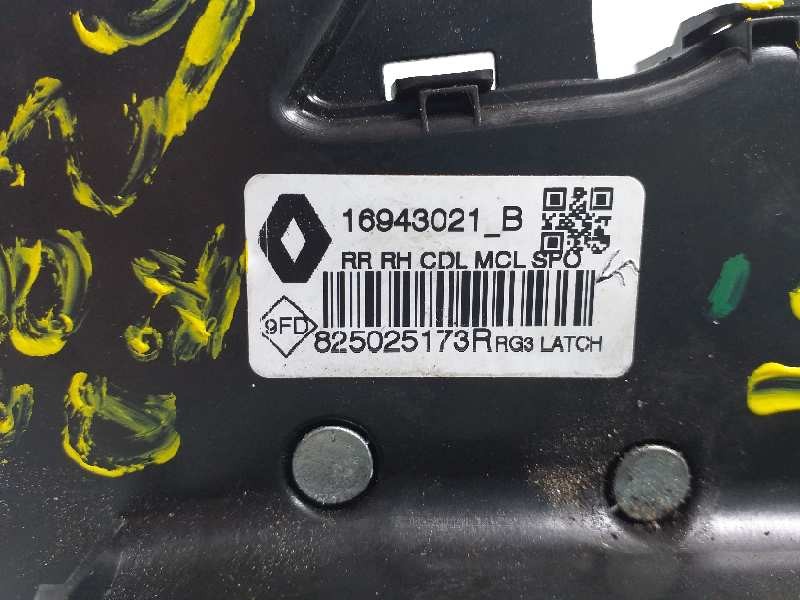 16943021_B
RR RH CDL MCL SPO
9FD
825025173R RG3 LATCH